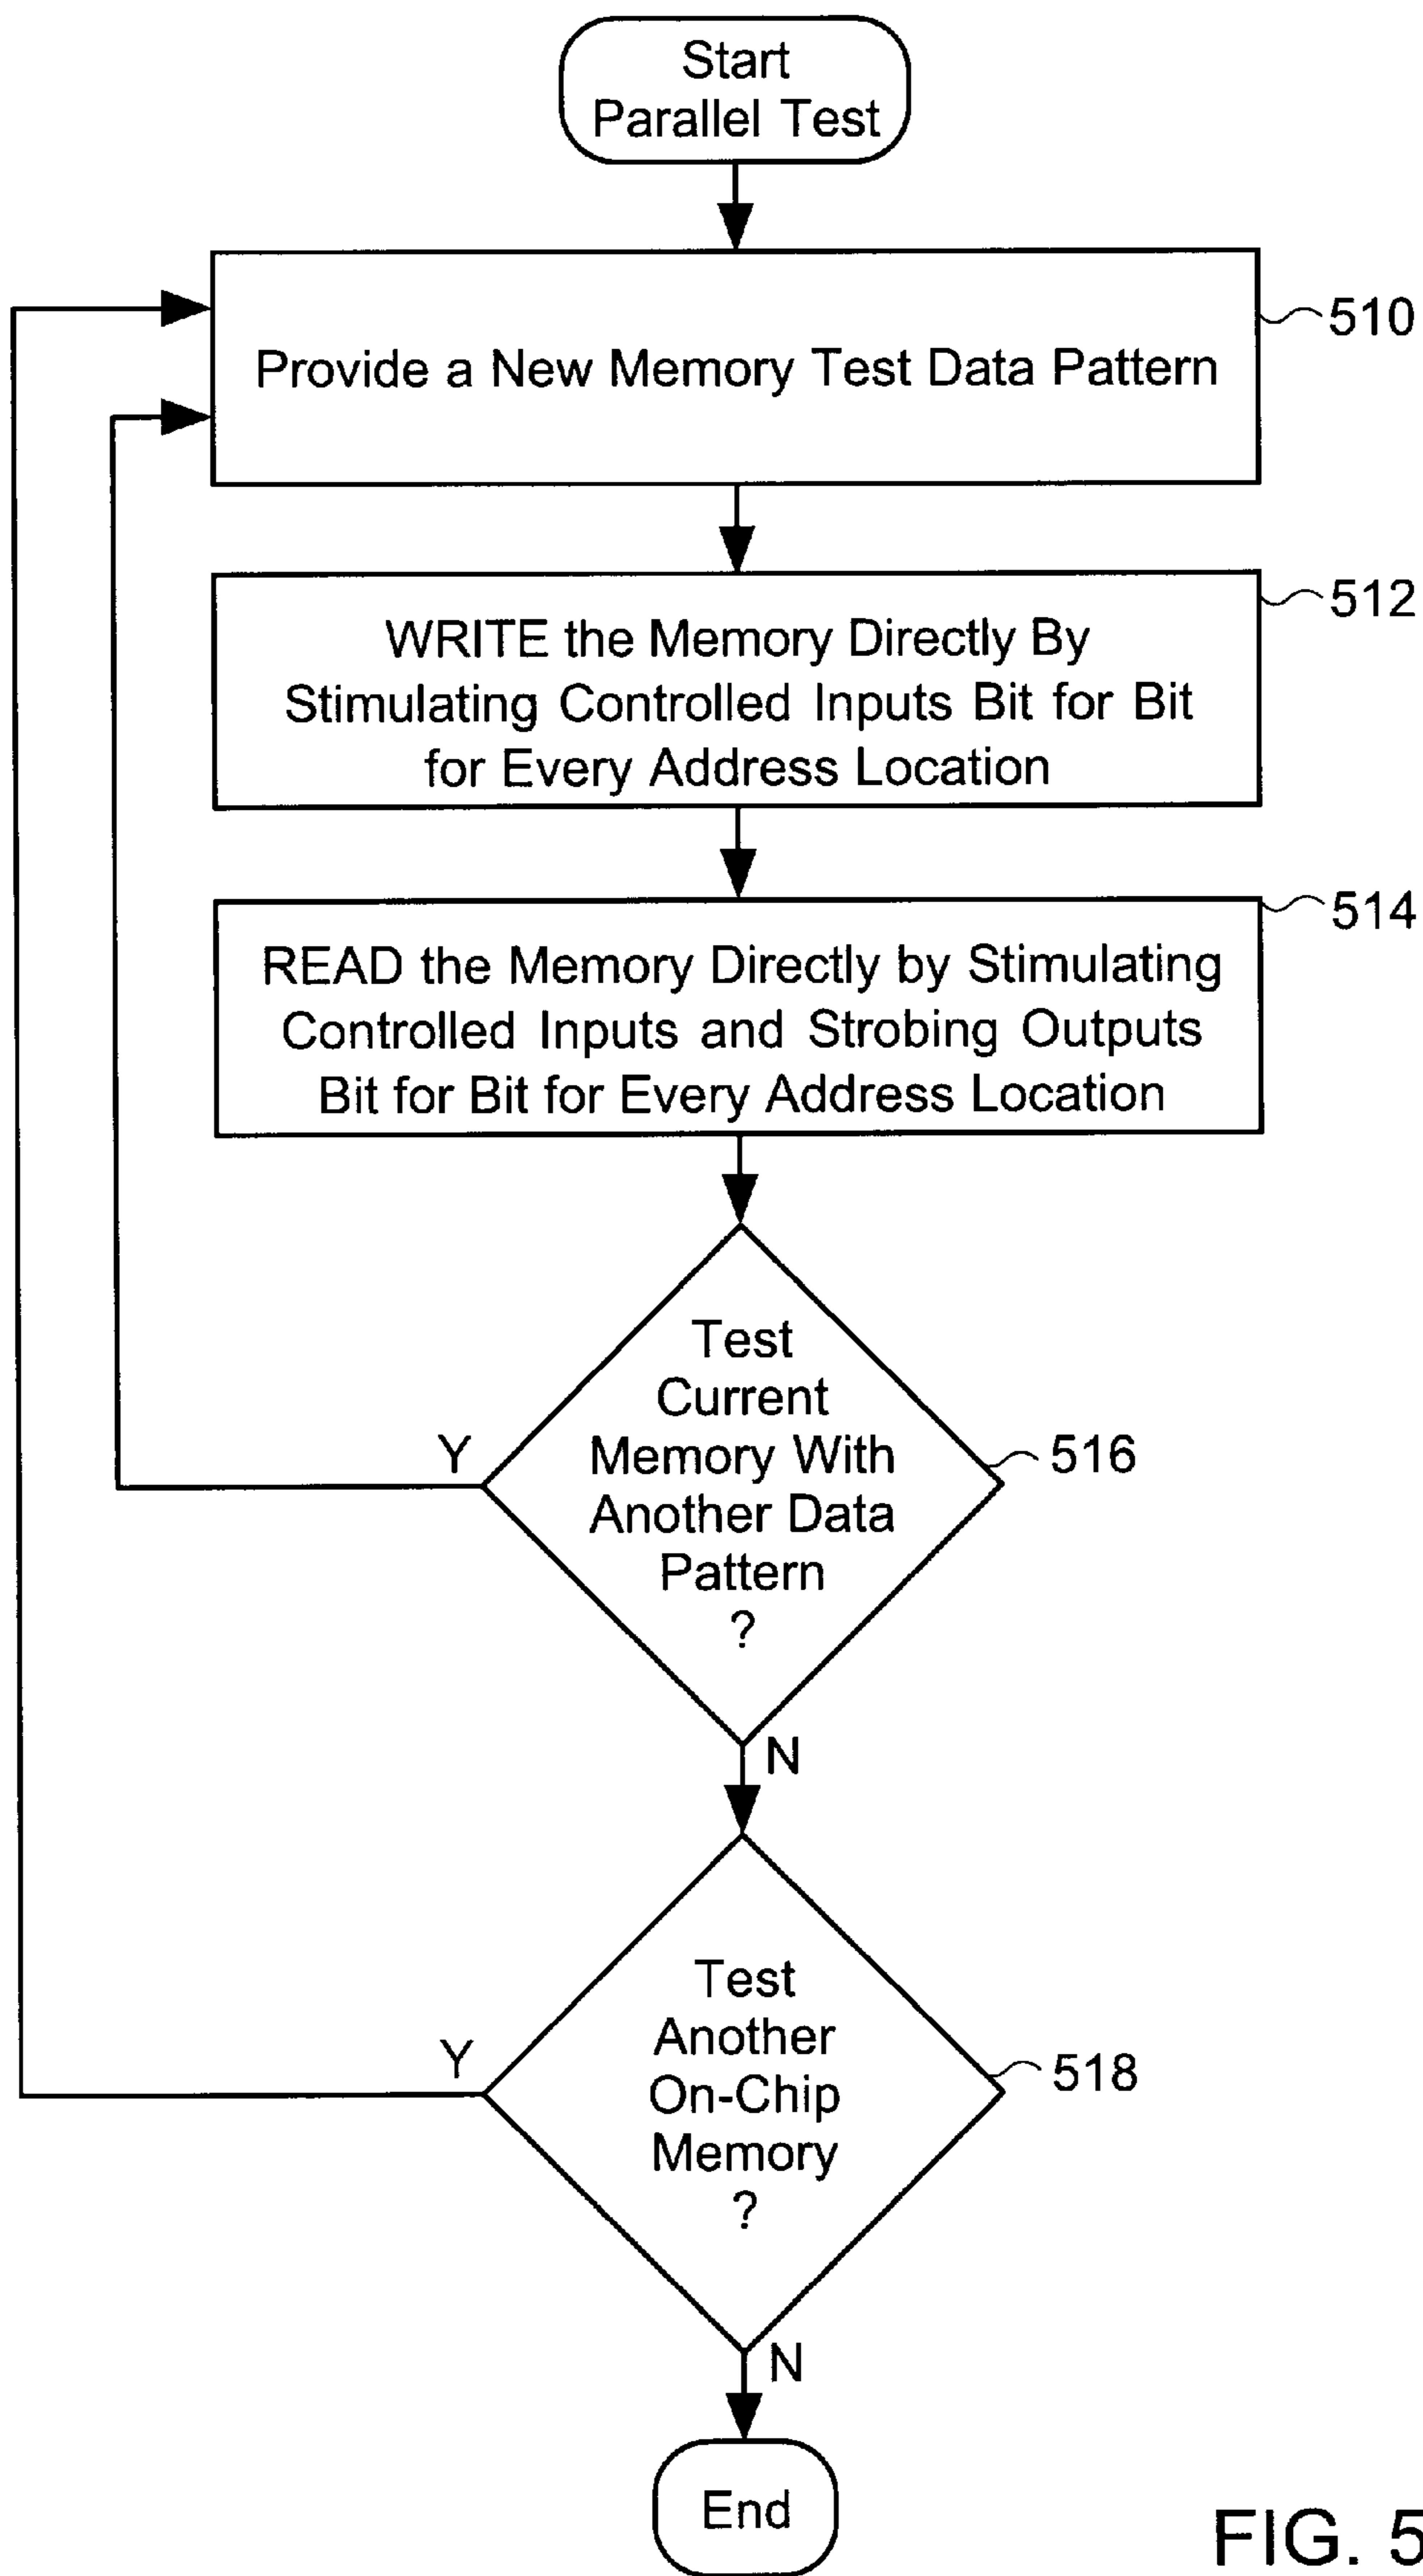 Start
Parallel Test
Provide a New Memory Test Data Pattern
510
WRITE the Memory Directly By
Stimulating Controlled Inputs Bit for Bit
for Every Address Location
512
READ the Memory Directly by Stimulating
Controlled Inputs and Strobing Outputs
Bit for Bit for Every Address Location
514
Test
Current
Memory With
Another Data
Pattern
?
Y
516
N
Test
Another
On-Chip
Memory
?
Y
518
N
End
FIG. 5